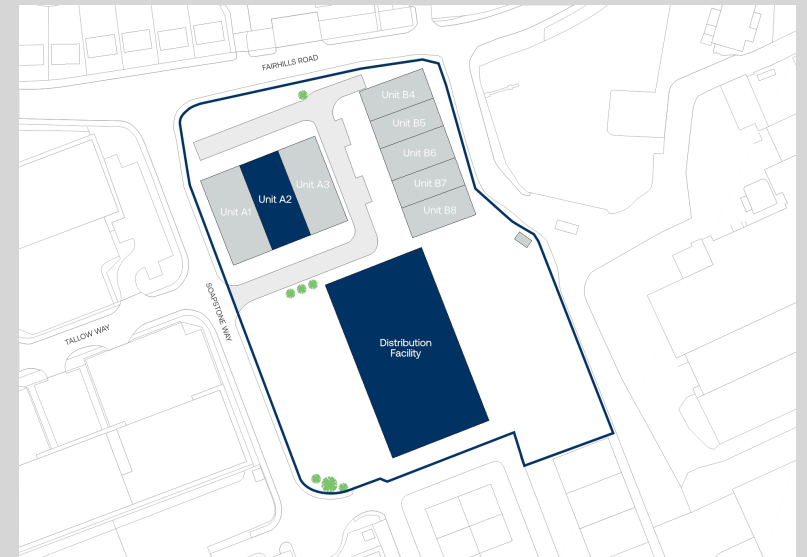 FAIRHILLS ROAD
Unit B4
Unit B5
Unit B6
Unit B7
Unit B8
Unit A3
Unit A2
Unit A1
SOAPSTONE WAY
TALLOW WAY
Distribution
Facility